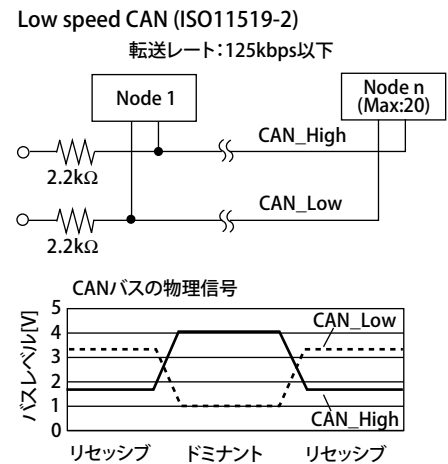 Low speed CAN (ISO11519-2)
転送レート：125kbps以下
Node 1
Node n
(Max:20)
CAN_High
2.2kΩ
CAN_Low
2.2kΩ
CANバスの物理信号
バスレベル[V]
5
4
3
2
1
0
CAN_Low
CAN_High
リセッシブ ドミナント リセッシブ